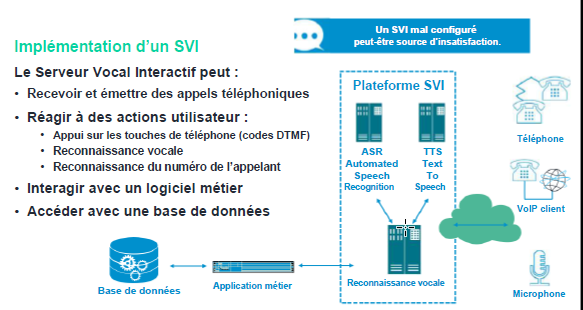 Un SVI mal configuré
peut-être source d'insatisfaction.
Implémentation d'un SVI
Le Serveur Vocal Interactif peut :
• Recevoir et émettre des appels téléphoniques
• Réagir à des actions utilisateur :
• Appui sur les touches de téléphone (codes DTMF)
• Reconnaissance vocale
• Reconnaissance du numéro de l'appelant
• Interagir avec un logiciel métier
• Accéder avec une base de données
Plateforme SVI
ASR
Automated
Speech
Recognition
TTS
Text
To
Speech
Reconnaissance vocale
Téléphone
VoIP client
Microphone
Base de données
Application métier